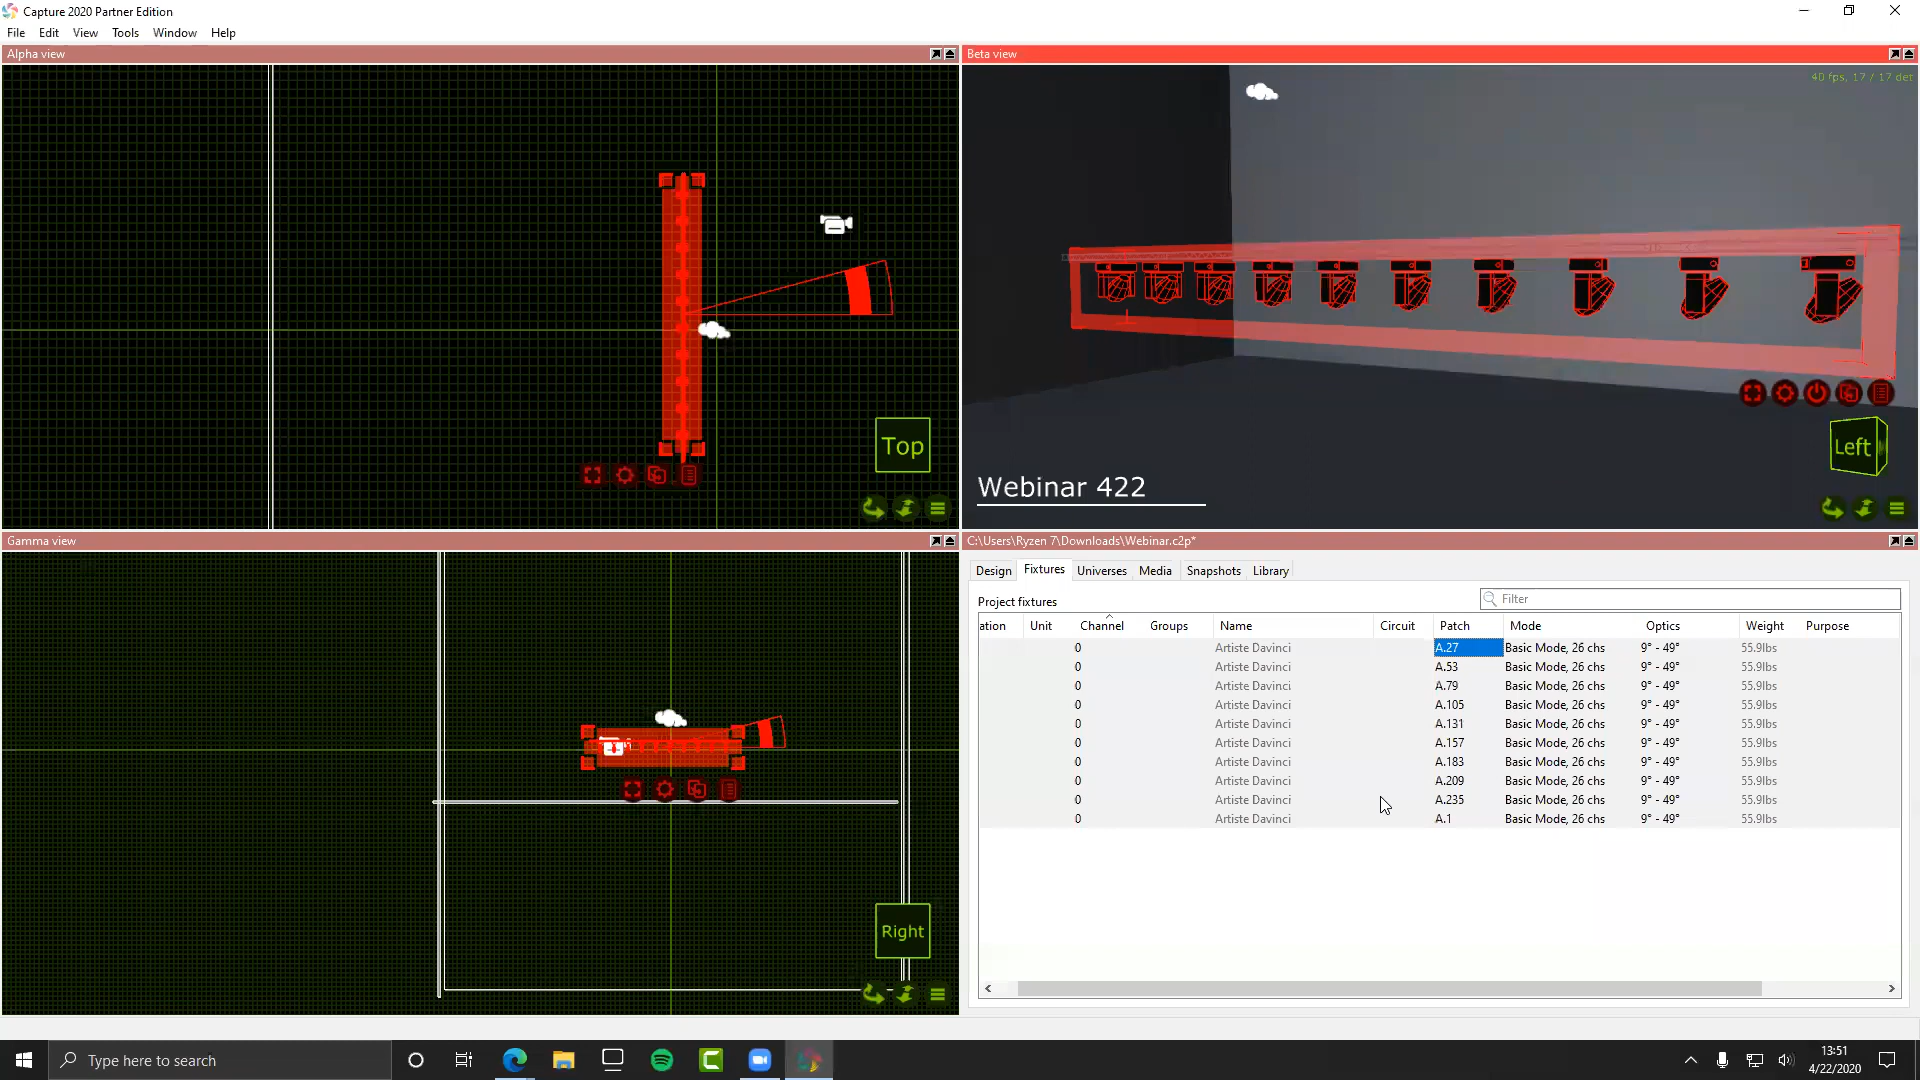 Capture 2020 Partner Edition
File Edit View Tools Window Help
Alpha view
Beta view
40 fps, 17 / 17 det
Top
Left
Webinar 422
Gamma view
Right
C:\Users\Ryzen 7\Downloads\Webinar.c2p*
Design Fixtures Universes Media Snapshots Library
Project fixtures
Filter
ation Unit Channel Groups Name Circuit Patch Mode Optics Weight Purpose
0 Artiste Davinci A.27 Basic Mode, 26 chs 9° - 49° 55.9lbs
0 Artiste Davinci A.53 Basic Mode, 26 chs 9° - 49° 55.9lbs
0 Artiste Davinci A.79 Basic Mode, 26 chs 9° - 49° 55.9lbs
0 Artiste Davinci A.105 Basic Mode, 26 chs 9° - 49° 55.9lbs
0 Artiste Davinci A.131 Basic Mode, 26 chs 9° - 49° 55.9lbs
0 Artiste Davinci A.157 Basic Mode, 26 chs 9° - 49° 55.9lbs
0 Artiste Davinci A.183 Basic Mode, 26 chs 9° - 49° 55.9lbs
0 Artiste Davinci A.209 Basic Mode, 26 chs 9° - 49° 55.9lbs
0 Artiste Davinci A.235 Basic Mode, 26 chs 9° - 49° 55.9lbs
0 Artiste Davinci A.1 Basic Mode, 26 chs 9° - 49° 55.9lbs
Type here to search
13:51
4/22/2020